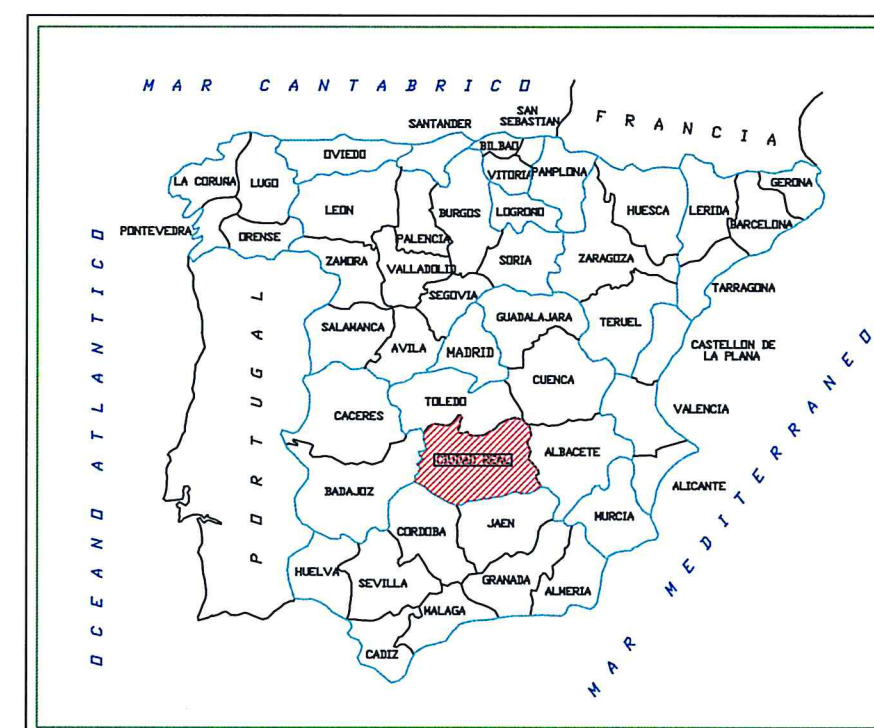 MAR CANTABRICO
SAN
SEBASTIAN
SANTANDER
FRANCIA
BILBAO
OVIEDO
VITORIA
PAMPLONA
LA CORUÑA
LUGO
GERONA
LEON
BURGOS
LOGROÑO
HUESCA
LERIDA
BARCELONA
PONTEVEDRA
ORENSE
PALENCIA
ZAMORA
VALLADOLID
SORIA
ZARAGOZA
SEGOVIA
TARRAGONA
SALAMANCA
GUADALAJARA
TERUEL
AVILA
MADRID
CASTELLON DE
LA PLANA
CUENCA
TOLEDO
CACERES
VALENCIA
CIUDAD REAL
ALBACETE
BADAJOZ
ALICANTE
MURCIA
CORDOBA
JAEN
HUELVA
SEVILLA
GRANADA
ALMERIA
MALAGA
CADIZ
OCEANO ATLANTICO
PORTUGAL
MAR MEDITERRANEO